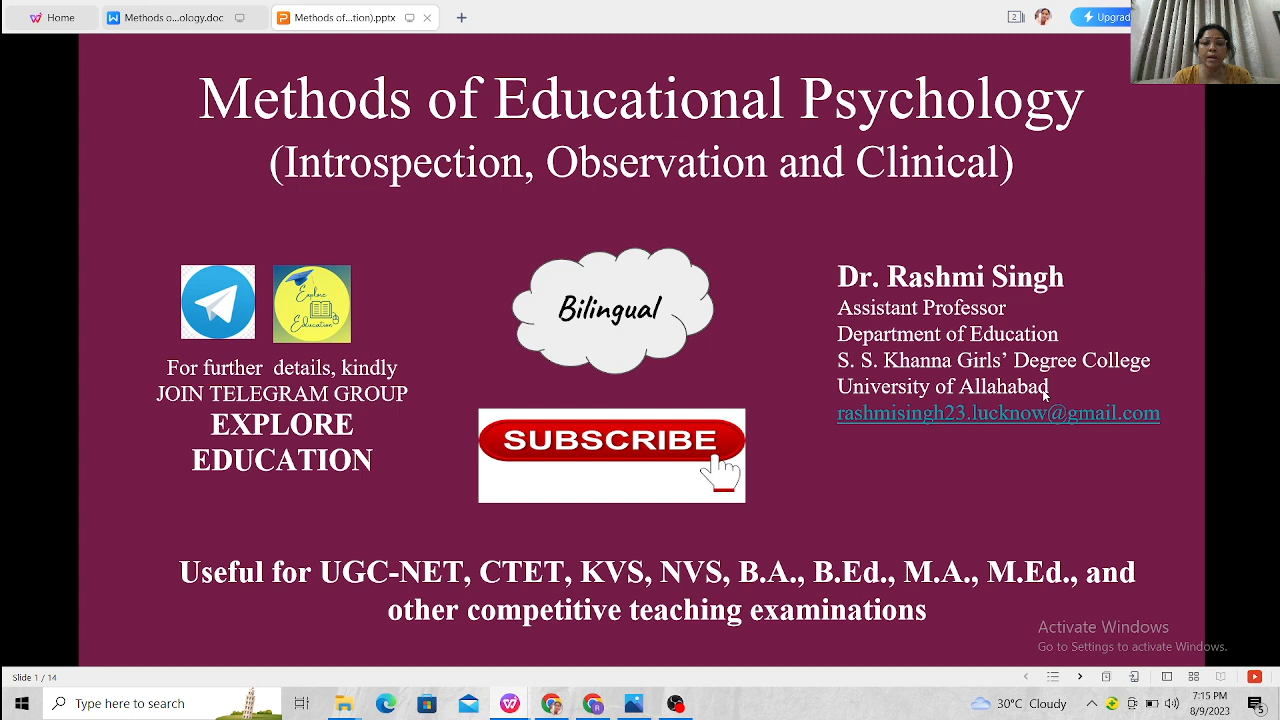 Home
Methods o...ology.doc
Methods of...tion).pptx
2
Upgrad
Methods of Educational Psychology
(Introspection, Observation and Clinical)
Explore
Education
For further details, kindly
JOIN TELEGRAM GROUP
EXPLORE
EDUCATION
Bilingual
SUBSCRIBE
Dr. Rashmi Singh
Assistant Professor
Department of Education
S. S. Khanna Girls’ Degree College
University of Allahabad
rashmisingh23.lucknow@gmail.com
Useful for UGC-NET, CTET, KVS, NVS, B.A., B.Ed., M.A., M.Ed., and
other competitive teaching examinations
Activate Windows
Go to Settings to activate Windows.
Slide 1 / 14
Type here to search
30°C Cloudy
7:15 PM
8/9/2023
5